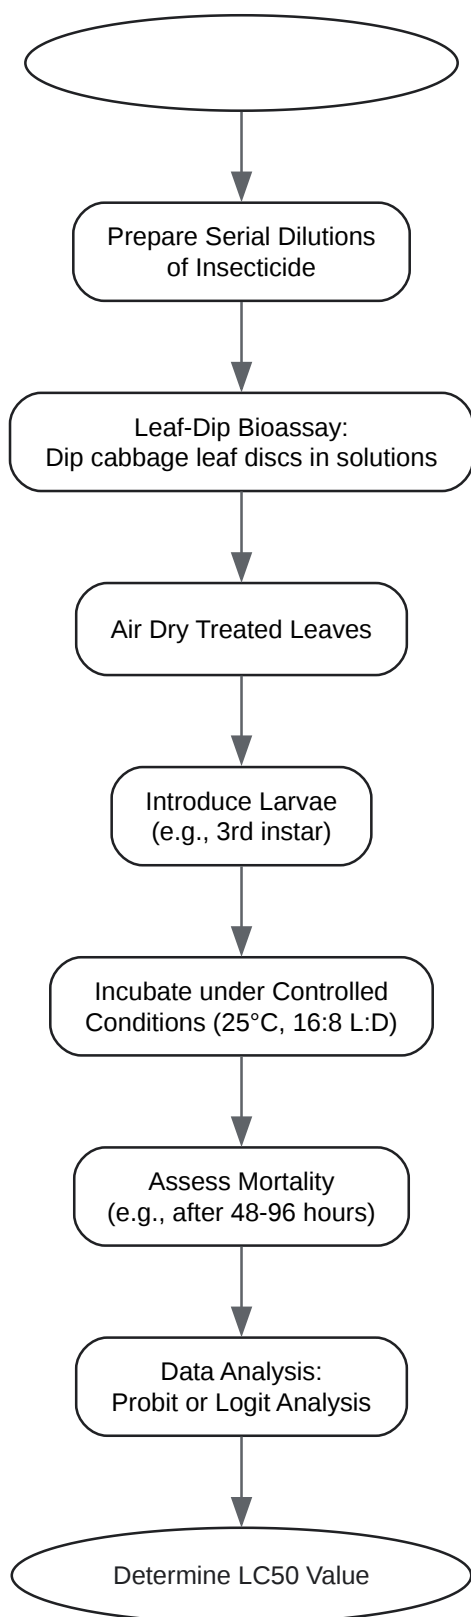 Prepare Serial Dilutions
of Insecticide
Leaf-Dip Bioassay:
Dip cabbage leaf discs in solutions
Air Dry Treated Leaves
Introduce Larvae
(e.g., 3rd instar)
Incubate under Controlled
Conditions (25°C, 16:8 L:D)
Assess Mortality
(e.g., after 48-96 hours)
Data Analysis:
Probit or Logit Analysis
Determine LC50 Value